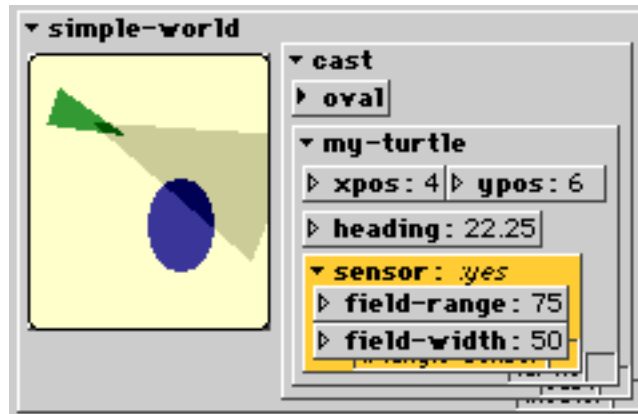 simple-world
cast
oval
my-turtle
xpos: 4 ypos: 6
heading: 22.25
sensor: yes
field-range: 75
field-width: 50